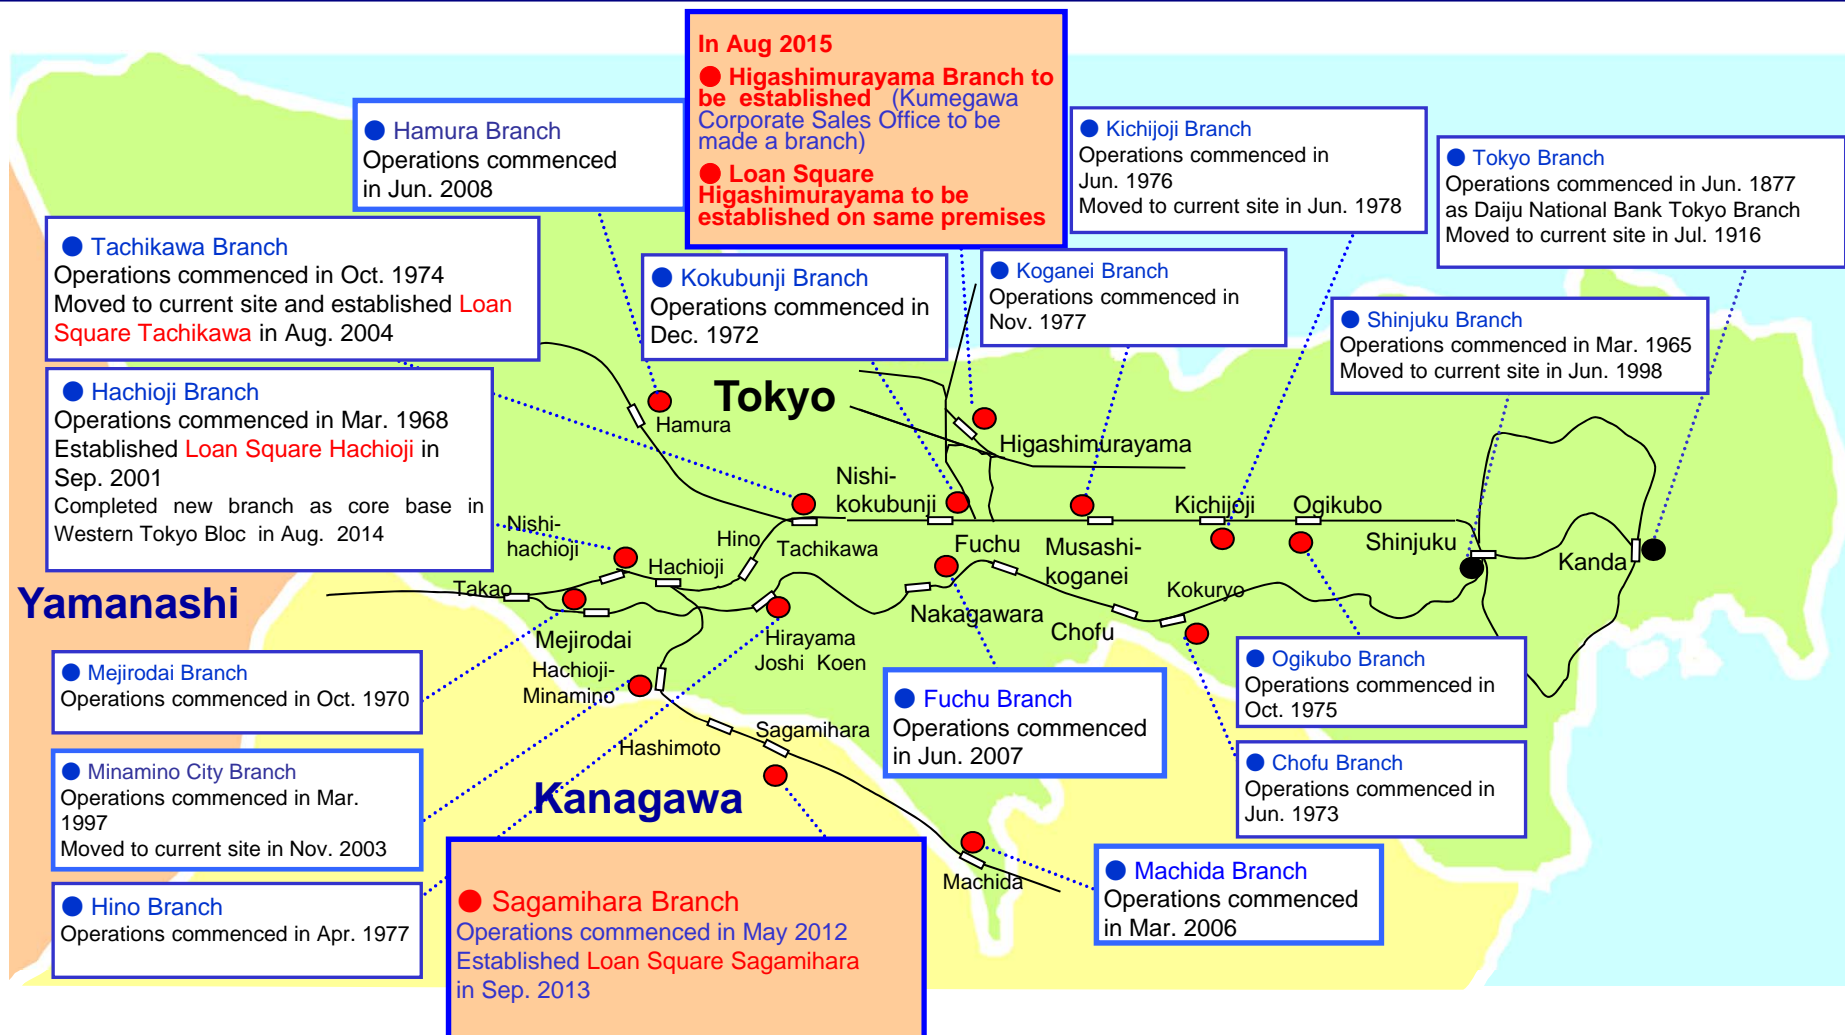 In Aug 2015
● Higashimurayama Branch to
be established (Kumegawa
Corporate Sales Office to be
made a branch)
● Loan Square
Higashimurayama to be
established on same premises
● Hamura Branch
Operations commenced
in Jun. 2008
● Kichijoji Branch
Operations commenced in
Jun. 1976
Moved to current site in Jun. 1978
● Tokyo Branch
Operations commenced in Jun. 1877
as Daiju National Bank Tokyo Branch
Moved to current site in Jul. 1916
● Tachikawa Branch
Operations commenced in Oct. 1974
Moved to current site and established Loan
Square Tachikawa in Aug. 2004
● Kokubunji Branch
Operations commenced in
Dec. 1972
● Koganei Branch
Operations commenced in
Nov. 1977
● Shinjuku Branch
Operations commenced in Mar. 1965
Moved to current site in Jun. 1998
● Hachioji Branch
Operations commenced in Mar. 1968
Established Loan Square Hachioji in
Sep. 2001
Completed new branch as core base in
Western Tokyo Bloc in Aug. 2014
Tokyo
Hamura
Higashimurayama
Nishi-
kokubunji
Kichijoji
Ogikubo
Nishi-
hachioji
Hino
Tachikawa
Fuchu
Musashi-
koganei
Shinjuku
Kanda
Hachioji
Takao
Kokuryo
Yamanashi
Nakagawara
Chofu
Mejirodai
Hirayama
Joshi Koen
Hachioji-
Minamino
Sagamihara
Hashimoto
Kanagawa
Machida
● Mejirodai Branch
Operations commenced in Oct. 1970
● Fuchu Branch
Operations commenced
in Jun. 2007
● Ogikubo Branch
Operations commenced in
Oct. 1975
● Minamino City Branch
Operations commenced in Mar.
1997
Moved to current site in Nov. 2003
● Chofu Branch
Operations commenced in
Jun. 1973
● Hino Branch
Operations commenced in Apr. 1977
● Sagamihara Branch
Operations commenced in May 2012
Established Loan Square Sagamihara
in Sep. 2013
● Machida Branch
Operations commenced
in Mar. 2006